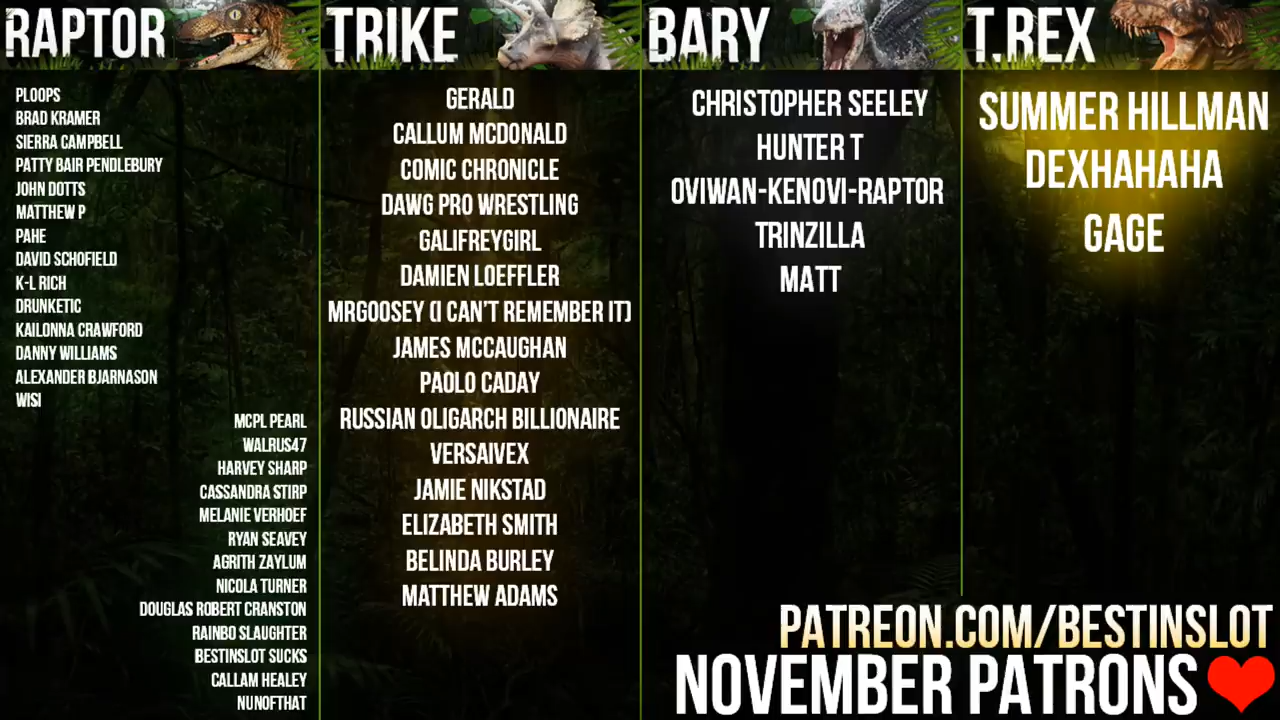 RAPTOR
PLOOPS
BRAD KRAMER
SIERRA CAMPBELL
PATTY BAIR PENDLEBURY
JOHN DOTTS
MATTHEW P
PAHE
DAVID SCHOFIELD
K-L RICH
DRUNKETIC
KAILONNA CRAWFORD
DANNY WILLIAMS
ALEXANDER BJARNASON
WISI
MCPL PEARL
WALRUS47
HARVEY SHARP
CASSANDRA STIRP
MELANIE VERHOEF
RYAN SEAVEY
AGRITH ZAYLUM
NICOLA TURNER
DOUGLAS ROBERT CRANSTON
RAINBO SLAUGHTER
BESTINSLOT SUCKS
CALLAM HEALEY
NUNOFTHAT
TRIKE
GERALD
CALLUM MCDONALD
COMIC CHRONICLE
DAWG PRO WRESTLING
GALIFREYGIRL
DAMIEN LOEFFLER
MRGOOSEY (I CAN'T REMEMBER IT)
JAMES MCCAUGHAN
PAOLO CADAY
RUSSIAN OLIGARCH BILLIONAIRE
VERSAIVEX
JAMIE NIKSTAD
ELIZABETH SMITH
BELINDA BURLEY
MATTHEW ADAMS
BARY
CHRISTOPHER SEELEY
HUNTER T
OVIWAN-KENOVI-RAPTOR
TRINZILLA
MATT
T.REX
SUMMER HILLMAN
DEXHAHAHA
GAGE
PATREON.COM/BESTINSLOT
NOVEMBER PATRONS